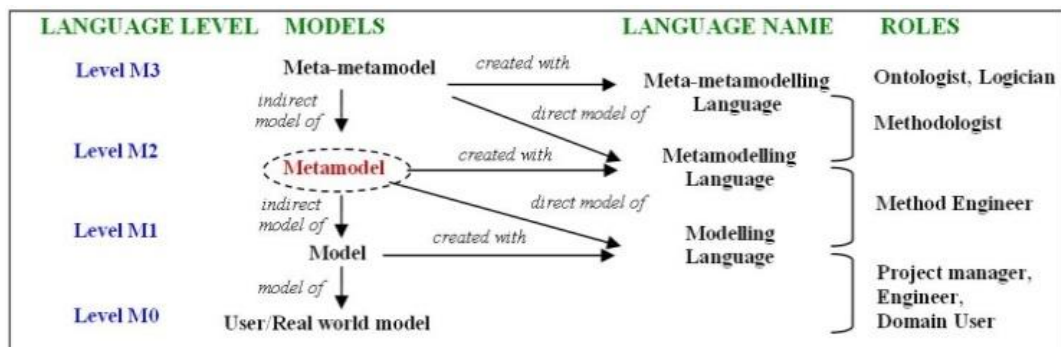 LANGUAGE LEVEL MODELS LANGUAGE NAME ROLES
Level M3 Meta-metamodel created with Meta-metamodelling Language Ontologist, Logician
indirect model of direct model of Methodologist
Level M2 Metamodel created with Metamodelling Language
indirect model of direct model of Method Engineer
Level M1 Model created with Modelling Language
model of Project manager, Engineer, Domain User
Level M0 User/Real world model